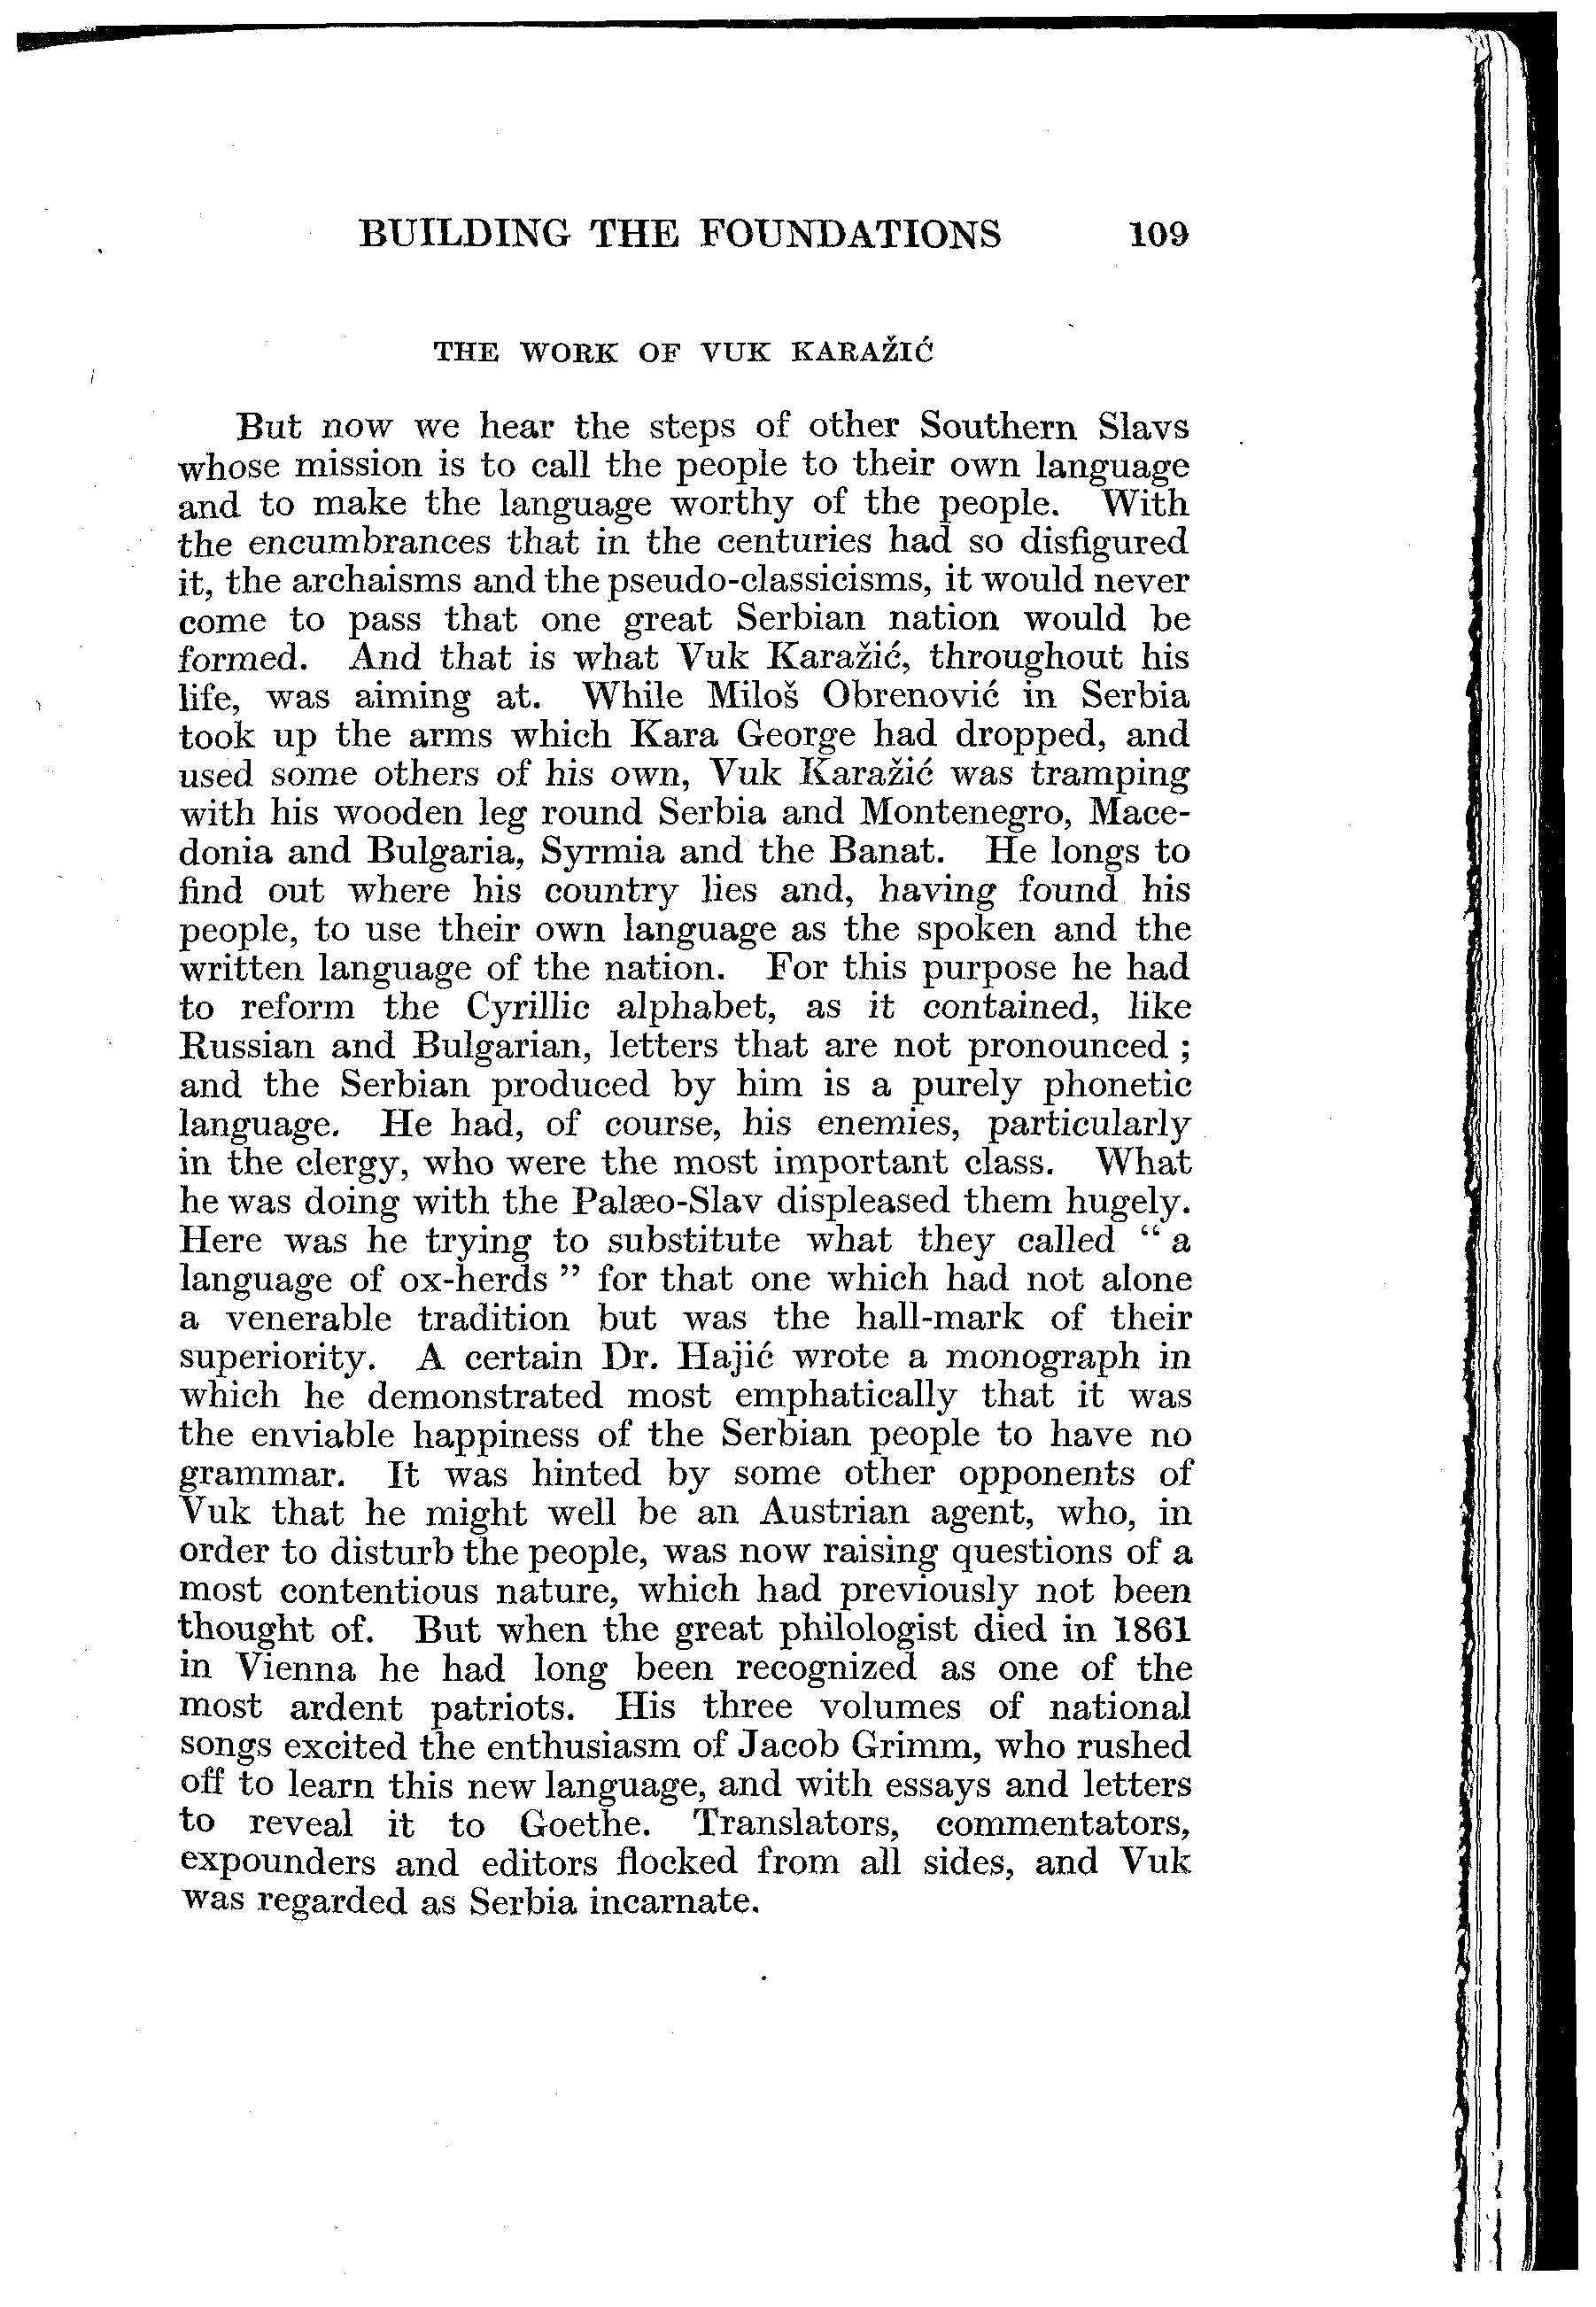 BUILDING THE FOUNDATIONS 109
THE WORK OF VUK KARAŽIĆ
But now we hear the steps of other Southern Slavs
whose mission is to call the people to their own language
and to make the language worthy of the people. With
the encumbrances that in the centuries had so disfigured
it, the archaisms and the pseudo-classicisms, it would never
come to pass that one great Serbian nation would be
formed. And that is what Vuk Karažić, throughout his
life, was aiming at. While Miloš Obrenović in Serbia
took up the arms which Kara George had dropped, and
used some others of his own, Vuk Karažić was tramping
with his wooden leg round Serbia and Montenegro, Mace-
donia and Bulgaria, Syrmia and the Banat. He longs to
find out where his country lies and, having found his
people, to use their own language as the spoken and the
written language of the nation. For this purpose he had
to reform the Cyrillic alphabet, as it contained, like
Russian and Bulgarian, letters that are not pronounced ;
and the Serbian produced by him is a purely phonetic
language. He had, of course, his enemies, particularly
in the clergy, who were the most important class. What
he was doing with the Palæo-Slav displeased them hugely.
Here was he trying to substitute what they called “ a
language of ox-herds ” for that one which had not alone
a venerable tradition but was the hall-mark of their
superiority. A certain Dr. Hajić wrote a monograph in
which he demonstrated most emphatically that it was
the enviable happiness of the Serbian people to have no
grammar. It was hinted by some other opponents of
Vuk that he might well be an Austrian agent, who, in
order to disturb the people, was now raising questions of a
most contentious nature, which had previously not been
thought of. But when the great philologist died in 1861
in Vienna he had long been recognized as one of the
most ardent patriots. His three volumes of national
songs excited the enthusiasm of Jacob Grimm, who rushed
off to learn this new language, and with essays and letters
to reveal it to Goethe. Translators, commentators,
expounders and editors flocked from all sides, and Vuk
was regarded as Serbia incarnate.